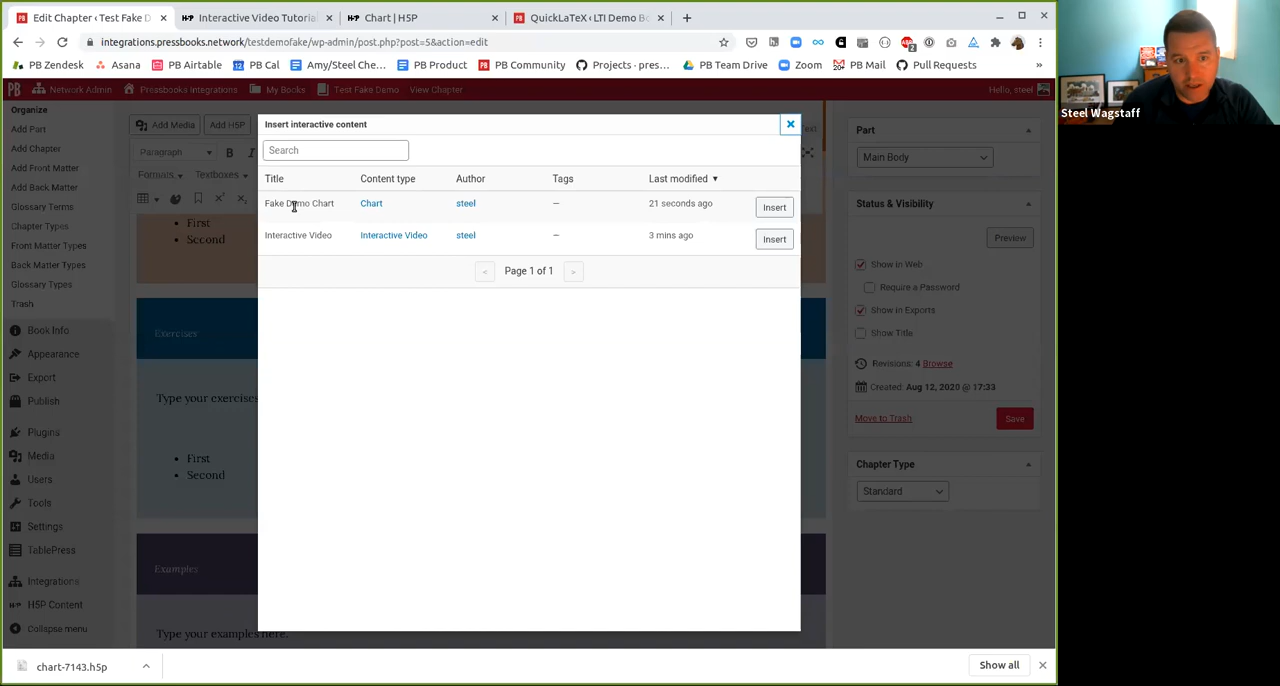 Edit Chapter ‹ Test Fake D
Interactive Video Tutoria
H5P Chart | H5P
QuickLaTeX ‹ LTI Demo B
integrations.pressbooks.network/testdemofake/wp-admin/post.php?post=5&action=edit
PB Zendesk
Asana
PB Airtable
PB Cal
Amy/Steel Che…
PB Project
PB Community
Projects · pres…
PB Team Drive
Zoom
PB Mail
Pull Requests
»
Network Admin
Pressbooks Integrations
My Books
Test Fake Demo
View Chapter
Hello, steel
Steel Wagstaff
Organize
Add Part
Add Chapter
Add Front Matter
Add Back Matter
Glossary Terms
Chapter Types
Front Matter Types
Back Matter Types
Glossary Types
Trash
Book Info
Appearance
Export
Publish
Plugins
Media
Users
Tools
Settings
TablePress
Integrations
H5P Content
Collapse menu
Add Media
Add H5P
Text
Paragraph
B
Formats
Textboxes
First
Second
Exercises
Type your exercises
First
Second
Examples
Type your examples here.
Insert interactive content
Search
Title Content type Author Tags Last modified ▼
Fake Demo Chart Chart steel — 21 seconds ago Insert
Interactive Video Interactive Video steel — 3 mins ago Insert
< Page 1 of 1 >
Part
Main Body
Status & Visibility
Preview
Show in Web
Require a Password
Show in Exports
Show Title
Revisions: 4 Browse
Created: Aug 12, 2020 @ 17:33
Move to Trash
Save
Chapter Type
Standard
chart-7143.h5p
Show all